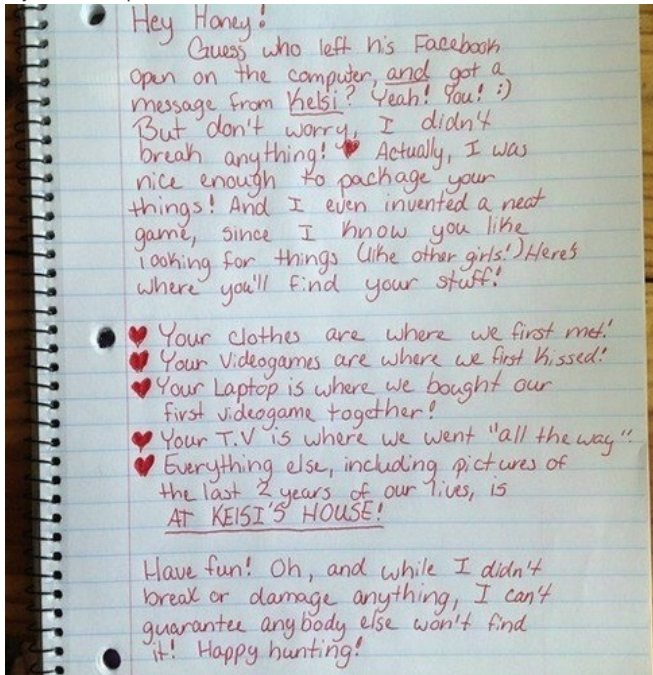 Hey Honey!
Guess who left his Facebook
open on the computer, and got a
message from Kelsi? Yeah! You! :)
But don't worry, I didn't
break anything! ♥ Actually, I was
nice enough to package your
things! And I even invented a neat
game, since I know you like
looking for things (like other girls!) Here's
where you'll find your stuff!
♥ Your clothes are where we first met!
♥ Your Videogames are where we first kissed!
♥ Your Laptop is where we bought our
first videogame together!
♥ Your T.V is where we went "all the way".
♥ Everything else, including pictures of
the last 2 years of our lives, is
AT KElSI'S HOUSE!
Have fun! Oh, and while I didn't
break or damage anything, I can't
guarantee anybody else won't find
it! Happy hunting!